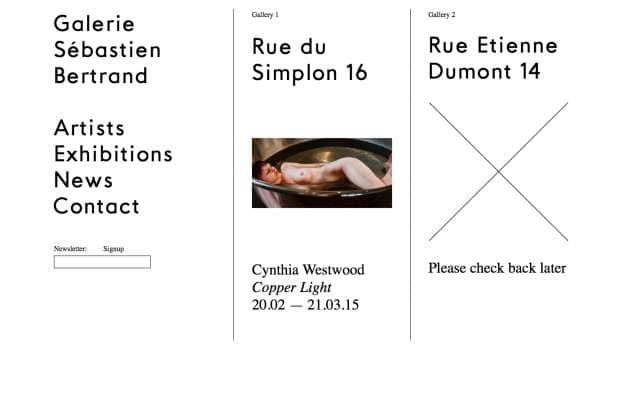 Galerie
Sébastien
Bertrand
Artists
Exhibitions
News
Contact
Newsletter: Signup
Gallery 1
Rue du
Simplon 16
Cynthia Westwood
Copper Light
20.02 — 21.03.15
Gallery 2
Rue Etienne
Dumont 14
Please check back later